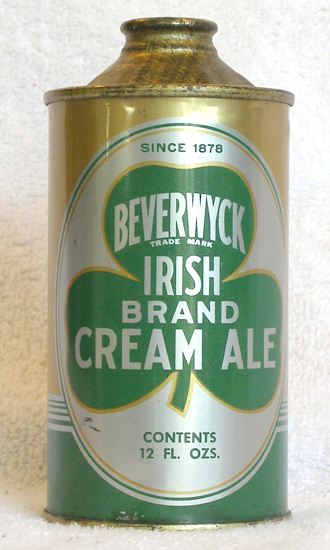 SINCE 1878
BEVERWYCK
TRADE MARK
IRISH
BRAND
CREAM ALE
CONTENTS
12 FL. OZS.